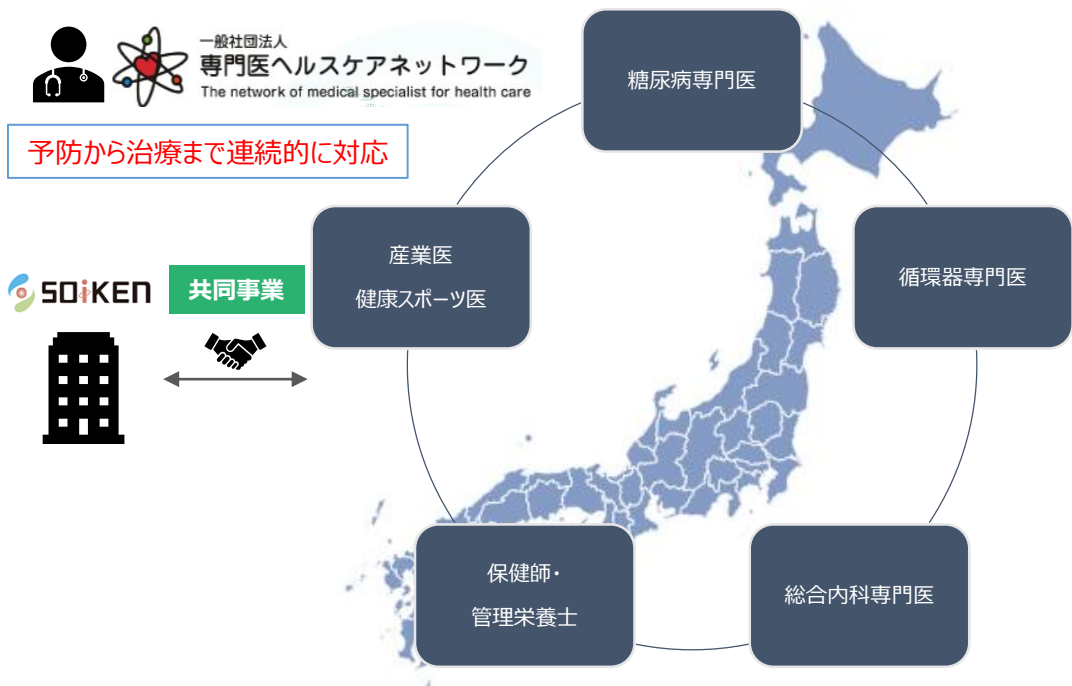 一般社団法人
専門医ヘルスケアネットワーク
The network of medical specialist for health care
予防から治療まで連続的に対応
糖尿病専門医
産業医
健康スポーツ医
循環器専門医
SOiKEN
共同事業
保健師・
管理栄養士
総合内科専門医